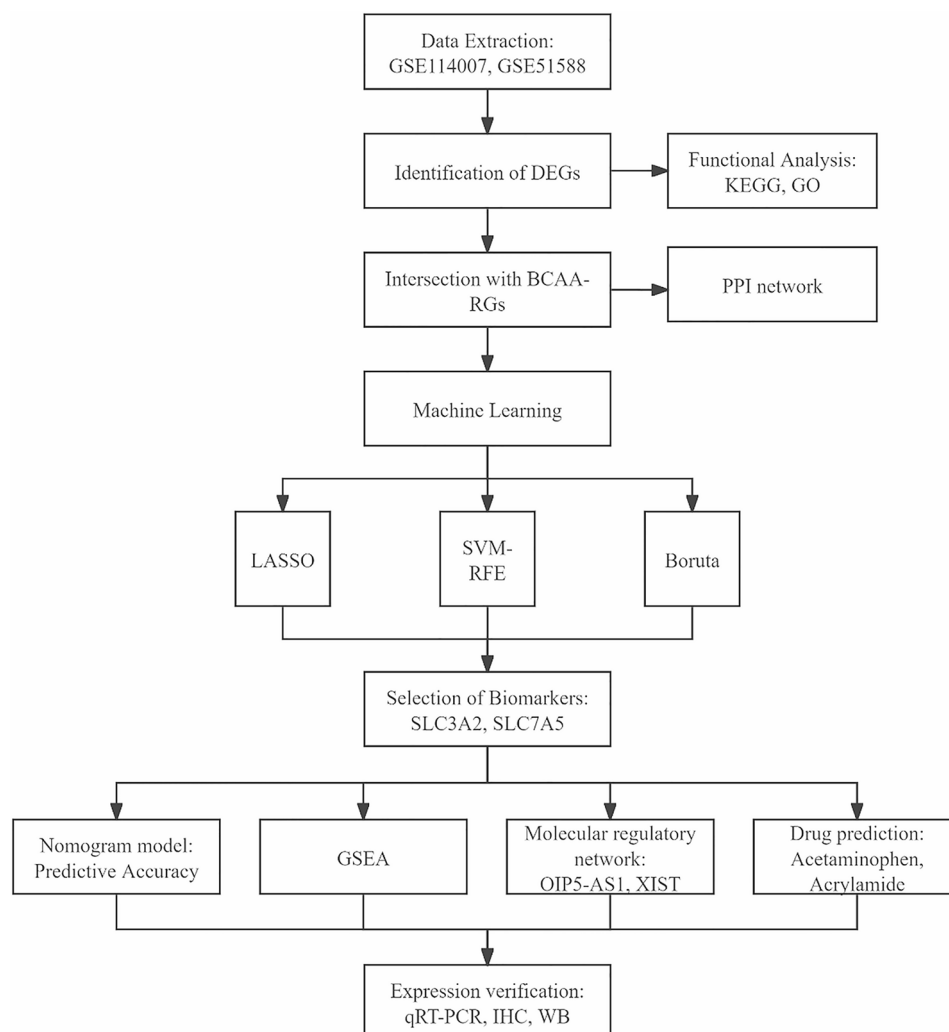 Data Extraction:
GSE114007, GSE51588
Identification of DEGs
Functional Analysis:
KEGG, GO
Intersection with BCAA-
RGs
PPI network
Machine Learning
LASSO
SVM-
RFE
Boruta
Selection of Biomarkers:
SLC3A2, SLC7A5
Nomogram model:
Predictive Accuracy
GSEA
Molecular regulatory
network:
OIP5-AS1, XIST
Drug prediction:
Acetaminophen,
Acrylamide
Expression verification:
qRT-PCR, IHC, WB